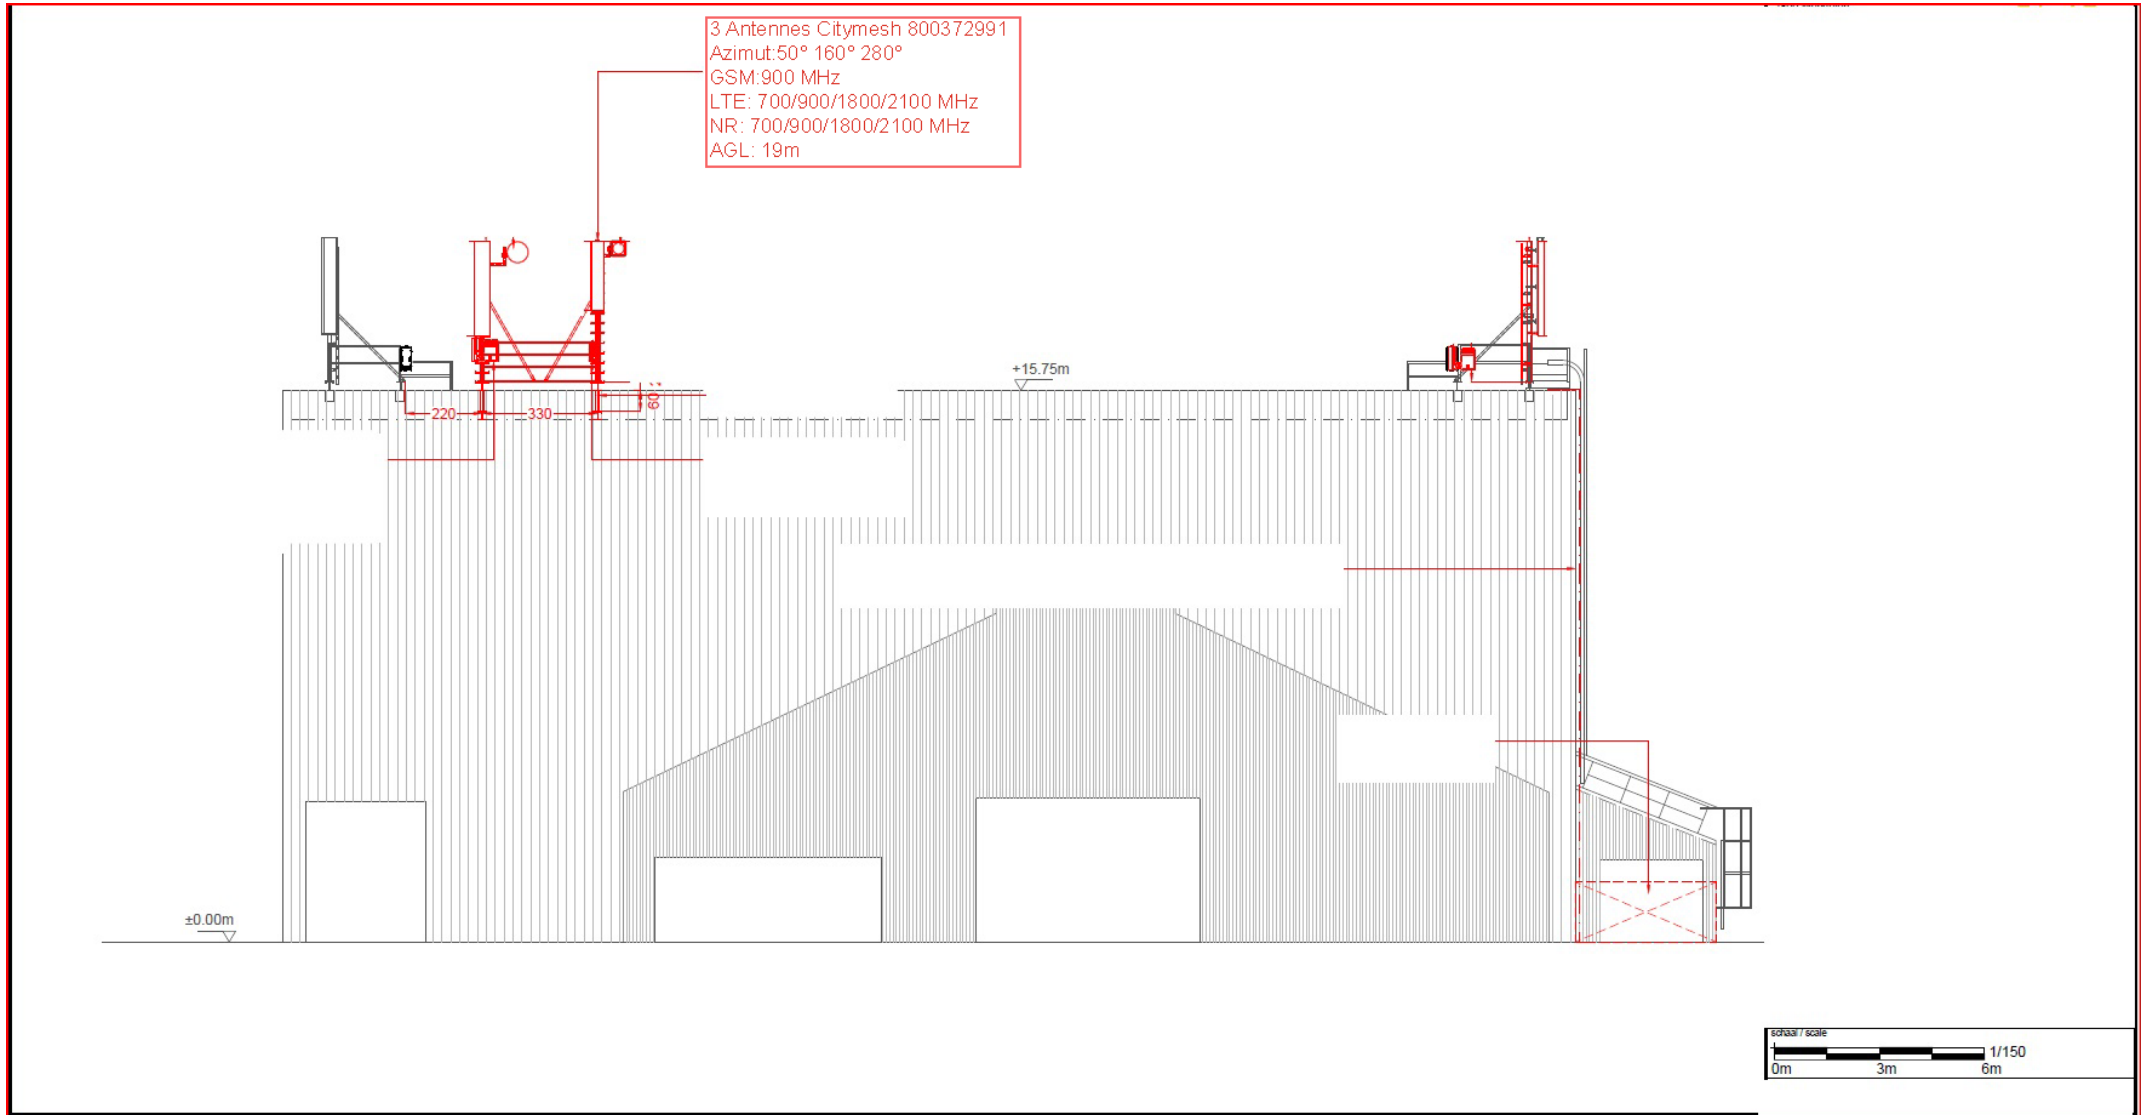 3 Antennes Citymesh 800372991
Azimut:50° 160° 280°
GSM:900 MHz
LTE: 700/900/1800/2100 MHz
NR: 700/900/1800/2100 MHz
AGL: 19m
+15.75m
220
330
60
±0.00m
schaal / scale
1/150
0m 3m 6m